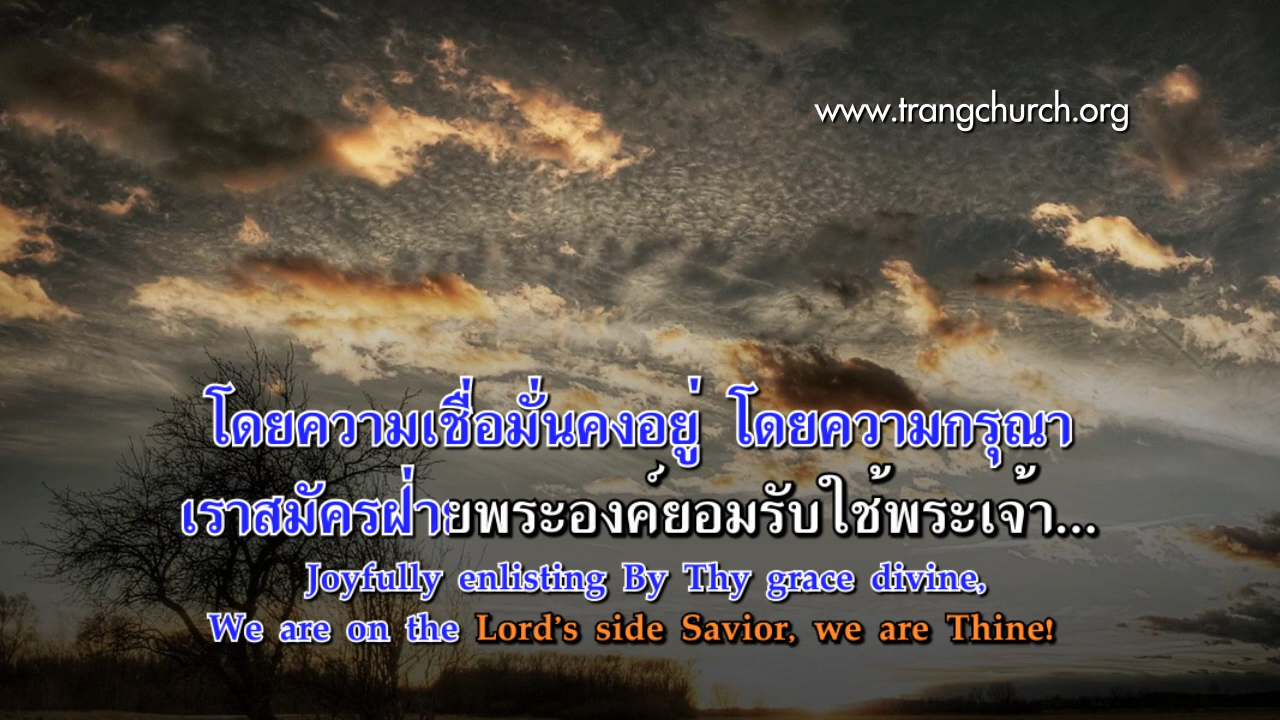 www.trangchurch.org
โดยความเชื่อมั่นคงอยู่ โดยความกรุณา
เราสมัครฝ่ายพระองค์ยอมรับใช้พระเจ้า...
Joyfully enlisting By Thy grace divine,
We are on the Lord's side Savior, we are Thine!